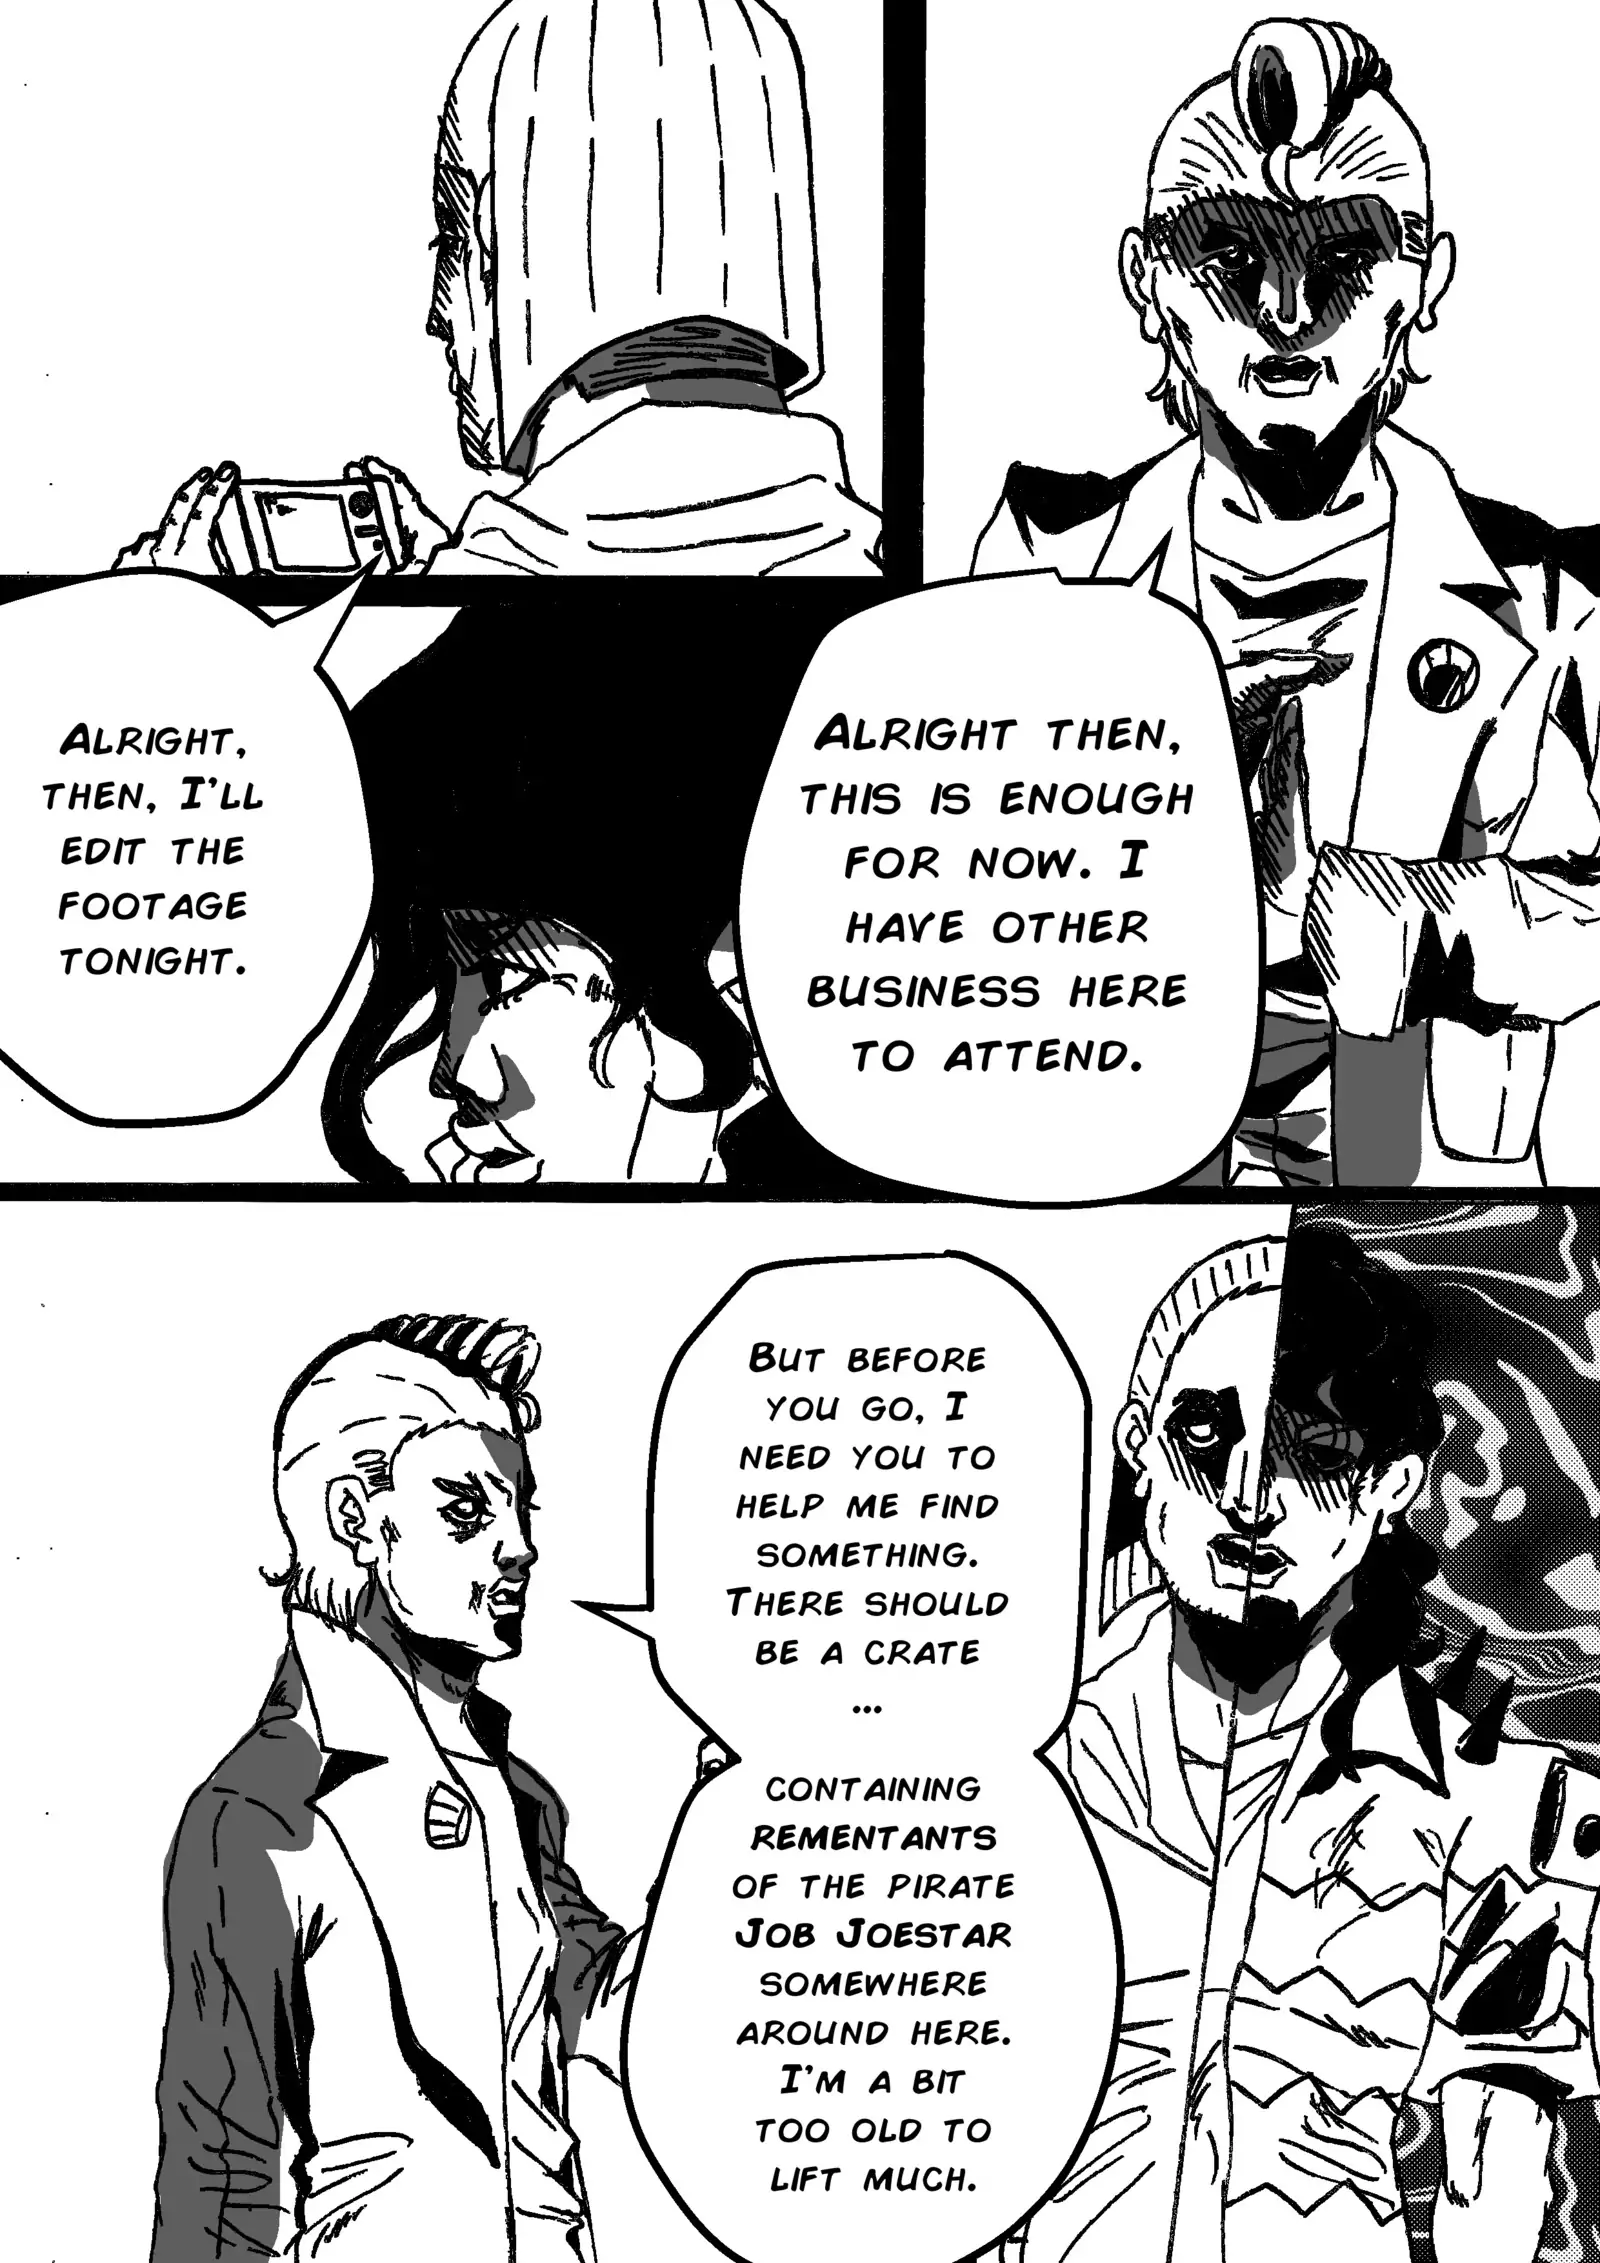 ALRIGHT THEN,
THIS IS ENOUGH
FOR NOW. I
HAVE OTHER
BUSINESS HERE
TO ATTEND.
ALRIGHT,
THEN, I'LL
EDIT THE
FOOTAGE
TONIGHT.
BUT BEFORE
YOU GO, I
NEED YOU TO
HELP ME FIND
SOMETHING.
THERE SHOULD
BE A CRATE
...
CONTAINING
REMENTANTS
OF THE PIRATE
JOB JOESTAR
SOMEWHERE
AROUND HERE.
I'M A BIT
TOO OLD TO
LIFT MUCH.